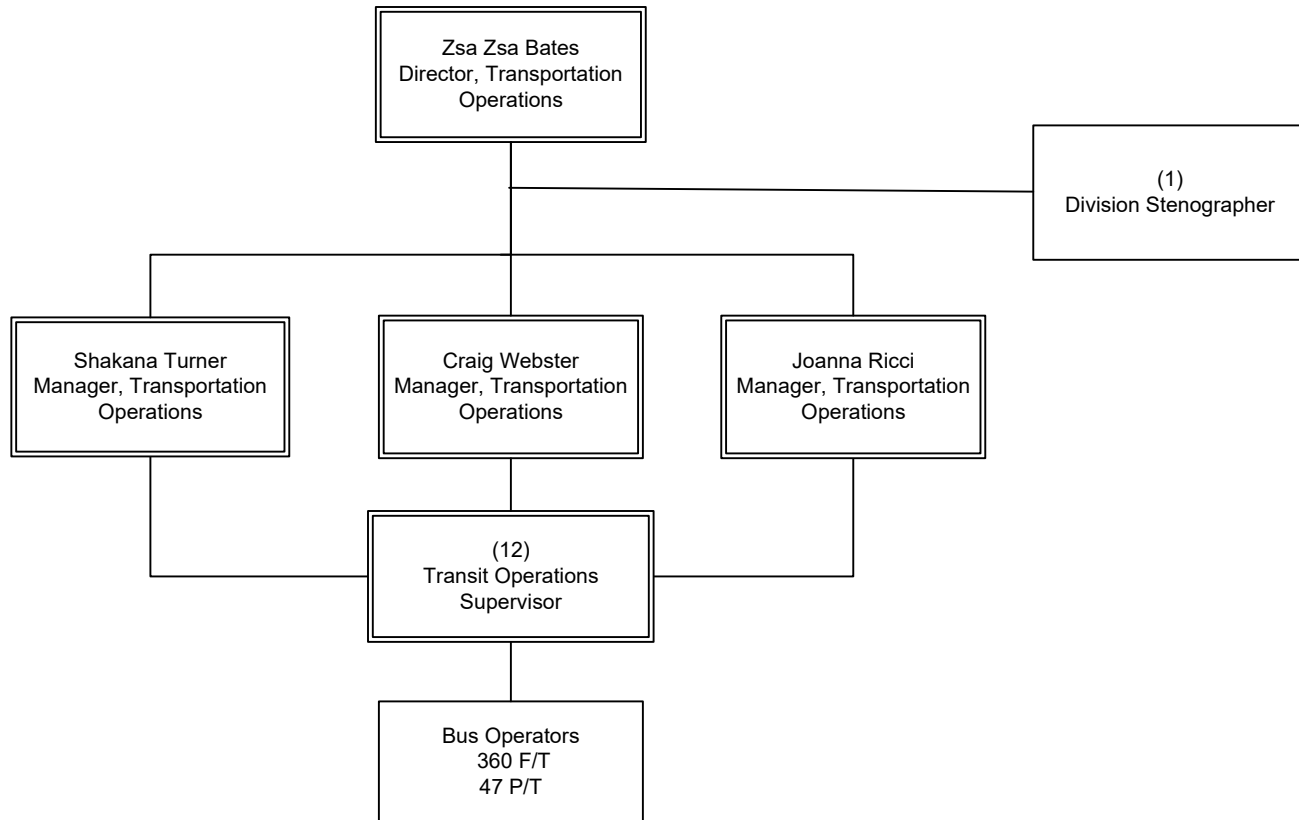 Zsa Zsa Bates
Director, Transportation
Operations
(1)
Division Stenographer
Shakana Turner
Manager, Transportation
Operations
Craig Webster
Manager, Transportation
Operations
Joanna Ricci
Manager, Transportation
Operations
(12)
Transit Operations
Supervisor
Bus Operators
360 F/T
47 P/T